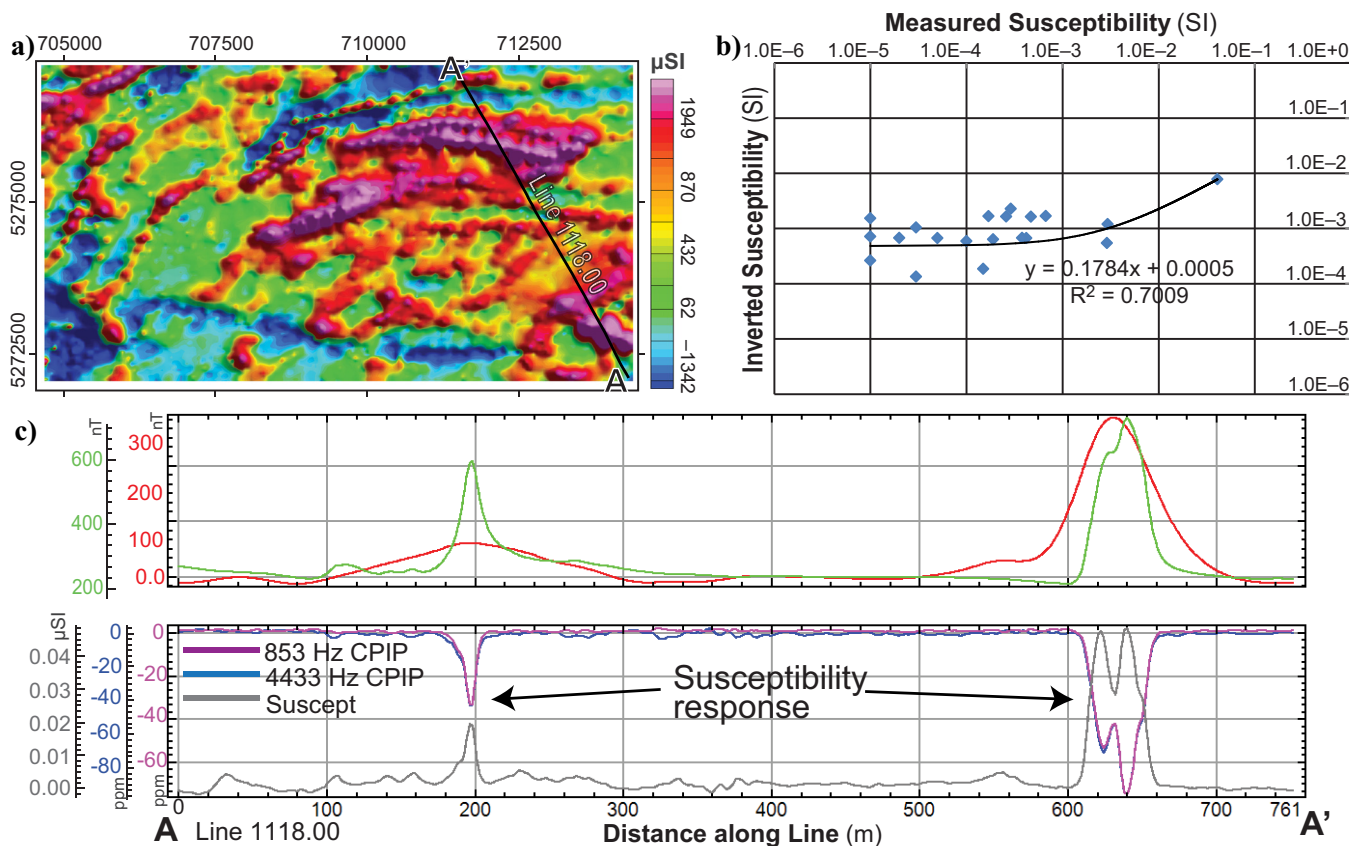 a)
705000 707500 710000 712500
5275000
5272500
A'
Line 1118.00
A
µSI
1949
870
432
62
−1342
b)
Measured Susceptibility (SI)
1.0E-6 1.0E-5 1.0E-4 1.0E-3 1.0E-2 1.0E-1 1.0E+0
Inverted Susceptibility (SI)
1.0E-1
1.0E-2
1.0E-3
1.0E-4
1.0E-5
1.0E-6
y = 0.1784x + 0.0005
R² = 0.7009
c)
nT
600
400
200
nT
300
200
100
0.0
µSI
0.04
0.03
0.02
0.01
0.00
0
-20
-40
-60
-80
ppm
0
-20
-40
-60
ppm
853 Hz CPIP
4433 Hz CPIP
Suscept
Susceptibility
response
0 100 200 300 400 500 600 700 761
A Line 1118.00 Distance along Line (m) A'